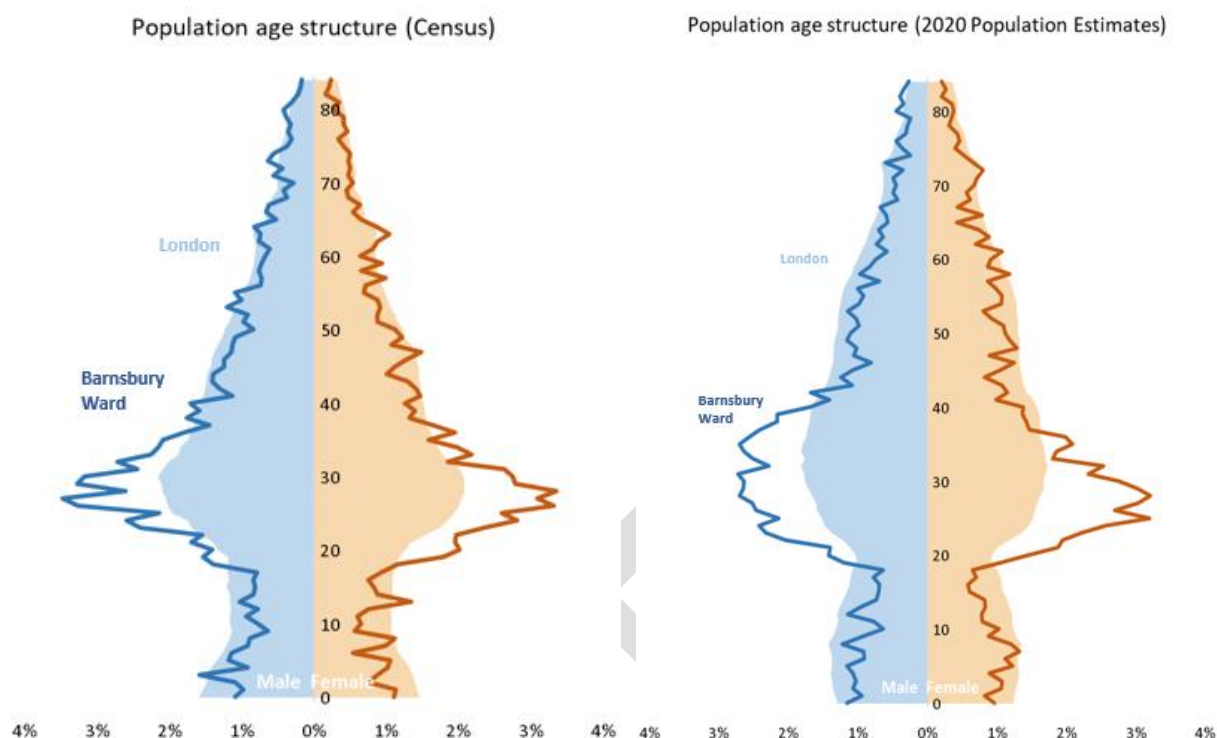 Population age structure (Census)
80
70
London
60
50
Barnsbury
Ward
40
30
20
10
Male Female
0
4% 3% 2% 1% 0% 1% 2% 3% 4%
Population age structure (2020 Population Estimates)
80
70
London
60
50
Barnsbury
Ward
40
30
20
10
Male Female
0
4% 3% 2% 1% 0% 1% 2% 3% 4%